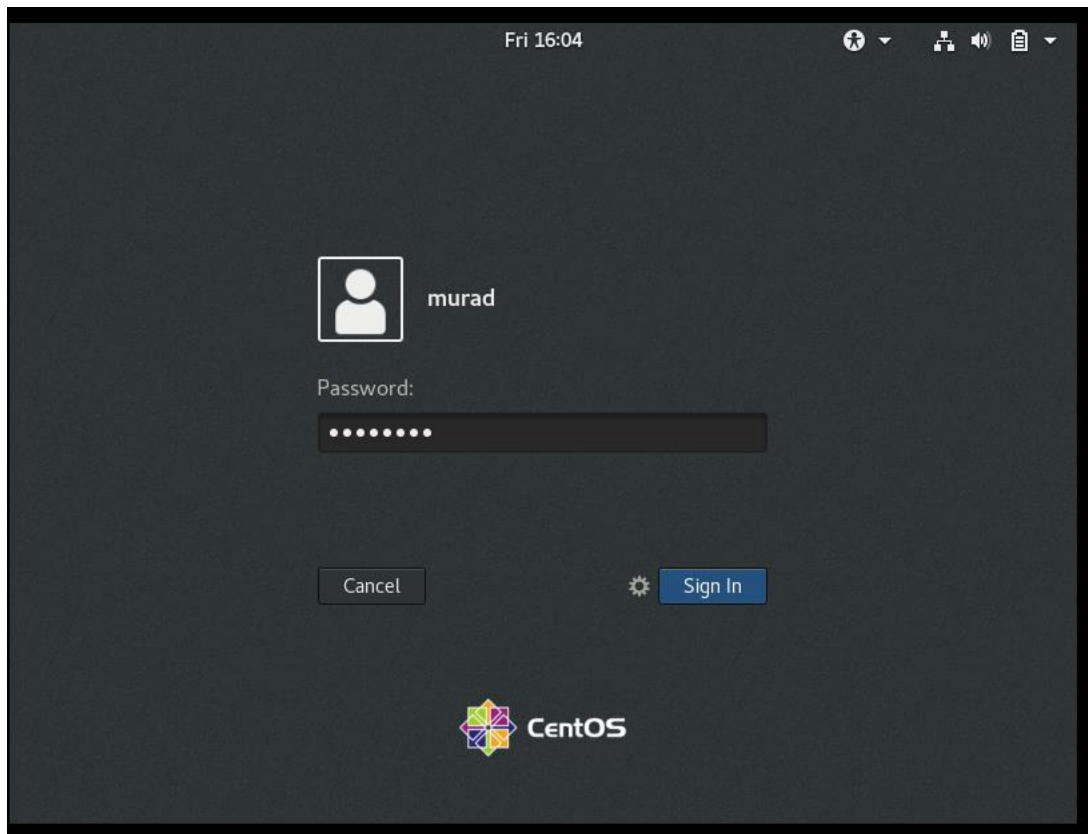 Fri 16:04
murad
Password:
••••••••
Cancel
Sign In
CentOS